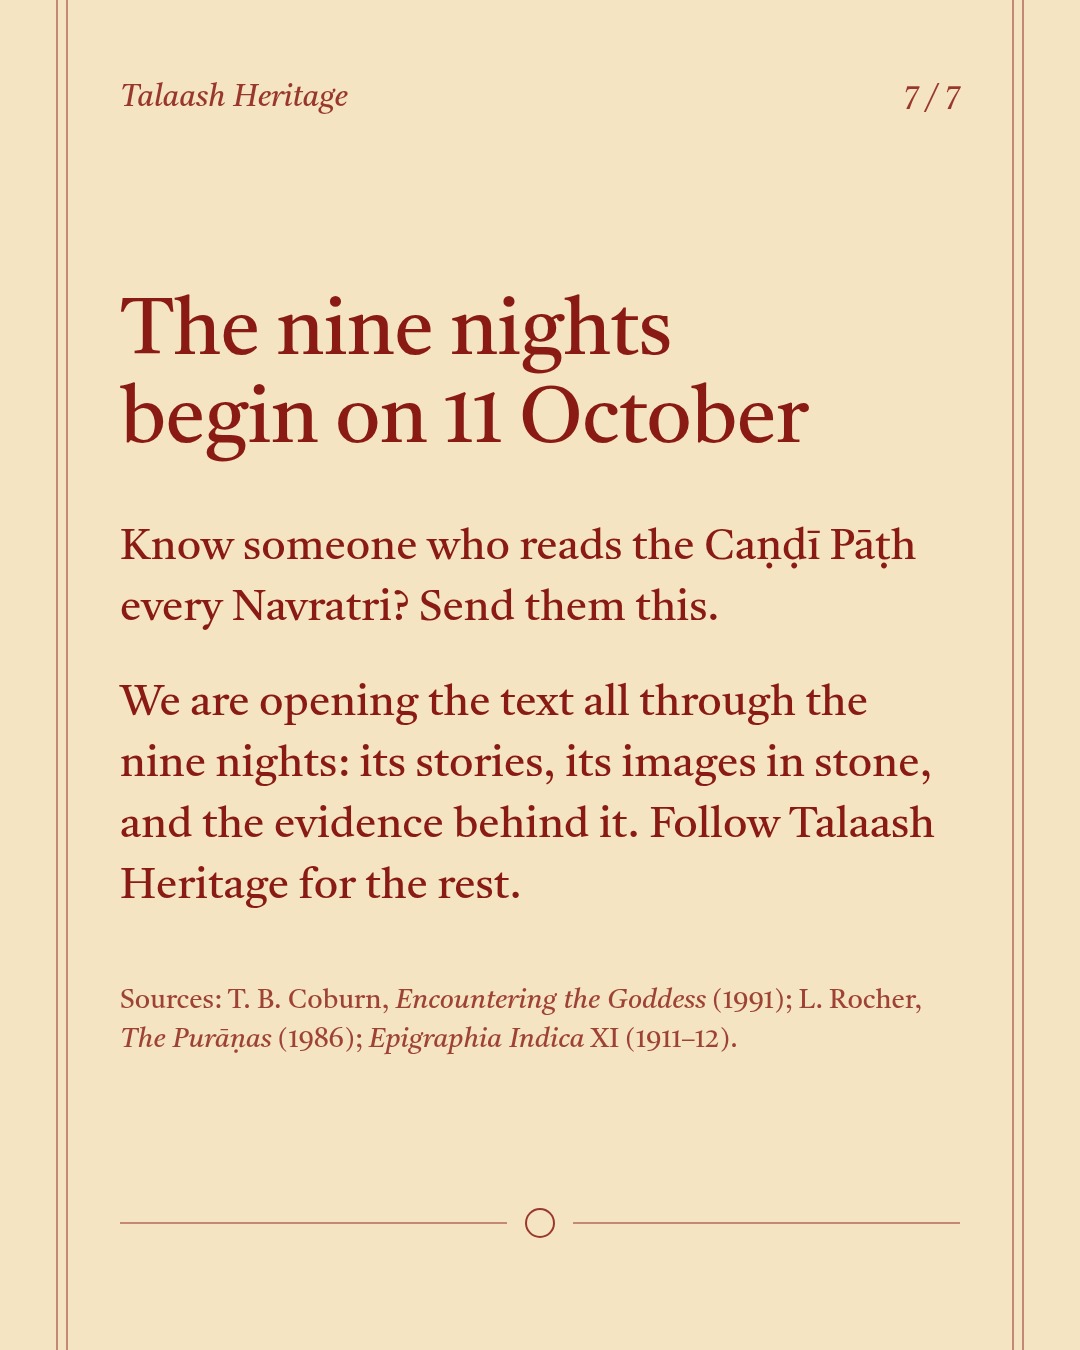 Talaash Heritage
7 / 7
The nine nights
begin on 11 October
Know someone who reads the Caṇḍī Pāṭh
every Navratri? Send them this.
We are opening the text all through the
nine nights: its stories, its images in stone,
and the evidence behind it. Follow Talaash
Heritage for the rest.
Sources: T. B. Coburn, Encountering the Goddess (1991); L. Rocher,
The Purāṇas (1986); Epigraphia Indica XI (1911–12).